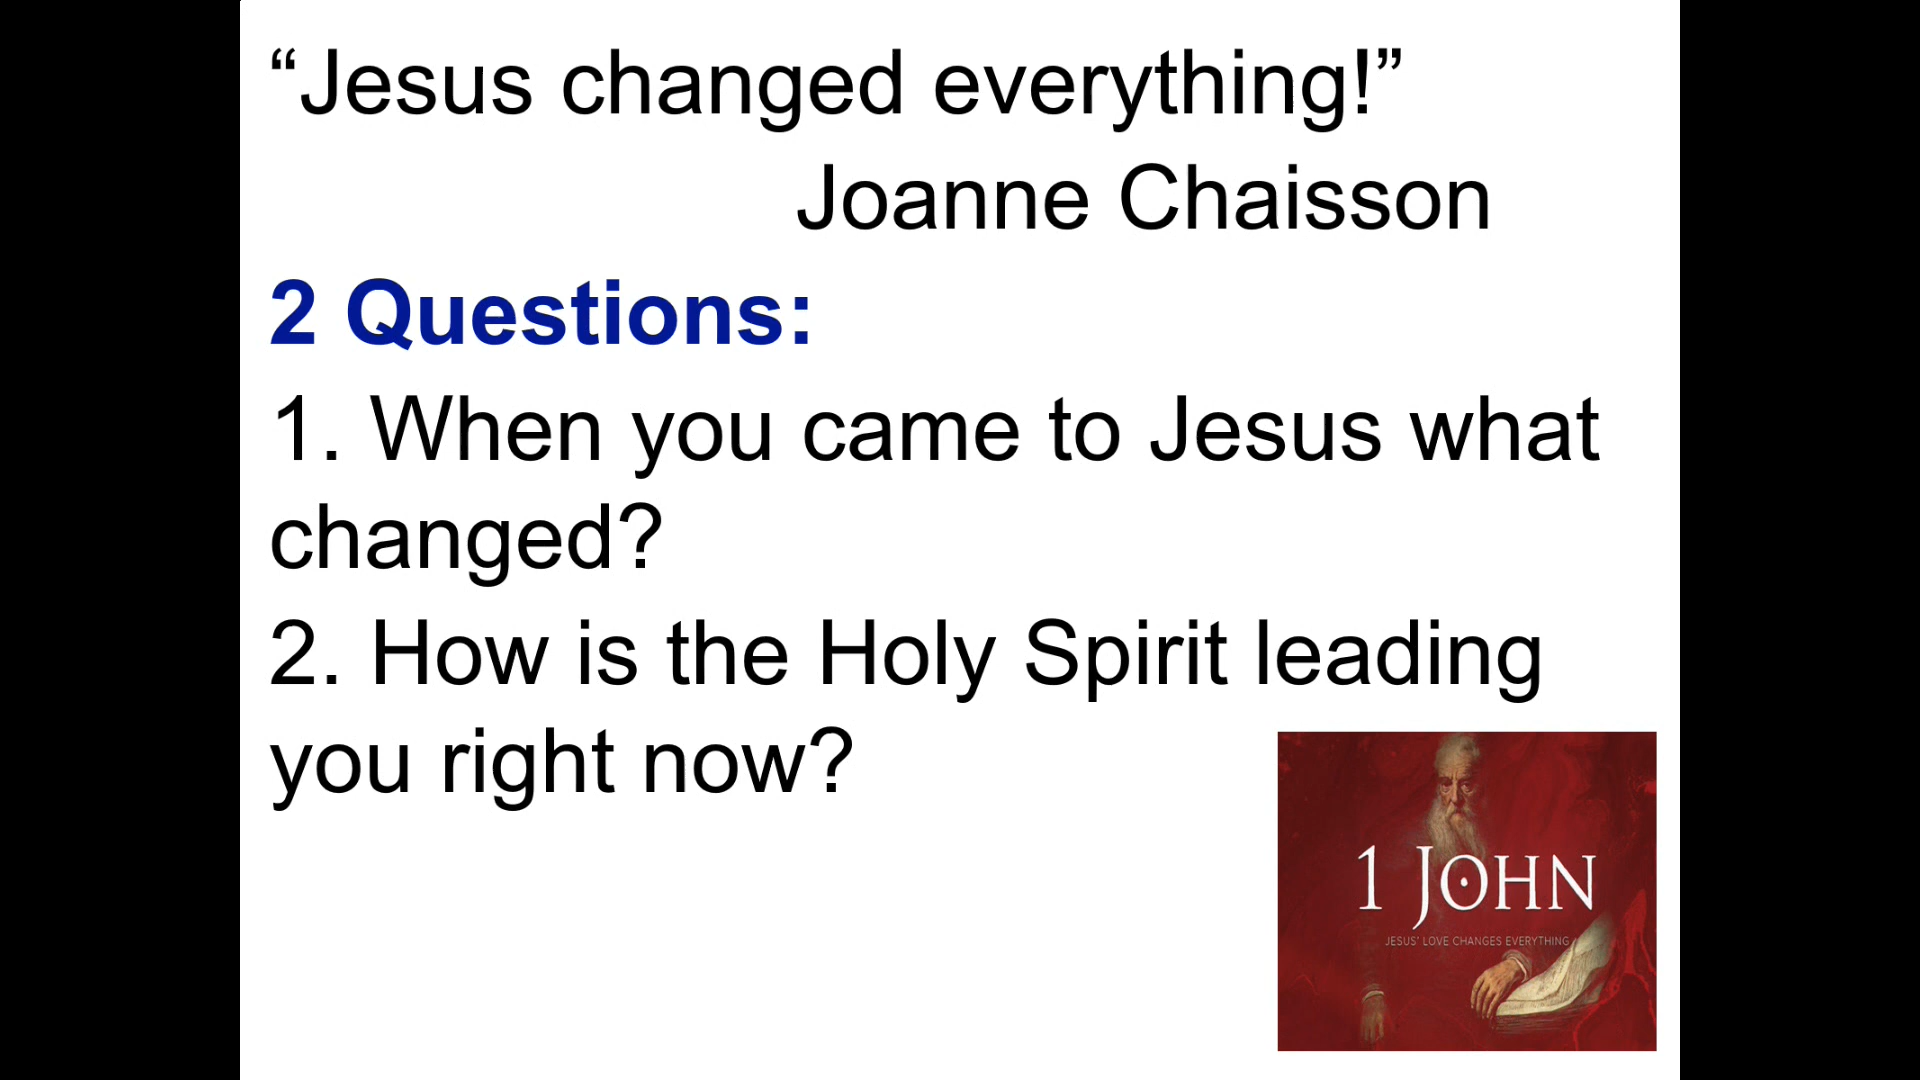 “Jesus changed everything!”
Joanne Chaisson
2 Questions:
1. When you came to Jesus what
changed?
2. How is the Holy Spirit leading
you right now?
1 JOHN
JESUS' LOVE CHANGES EVERYTHING